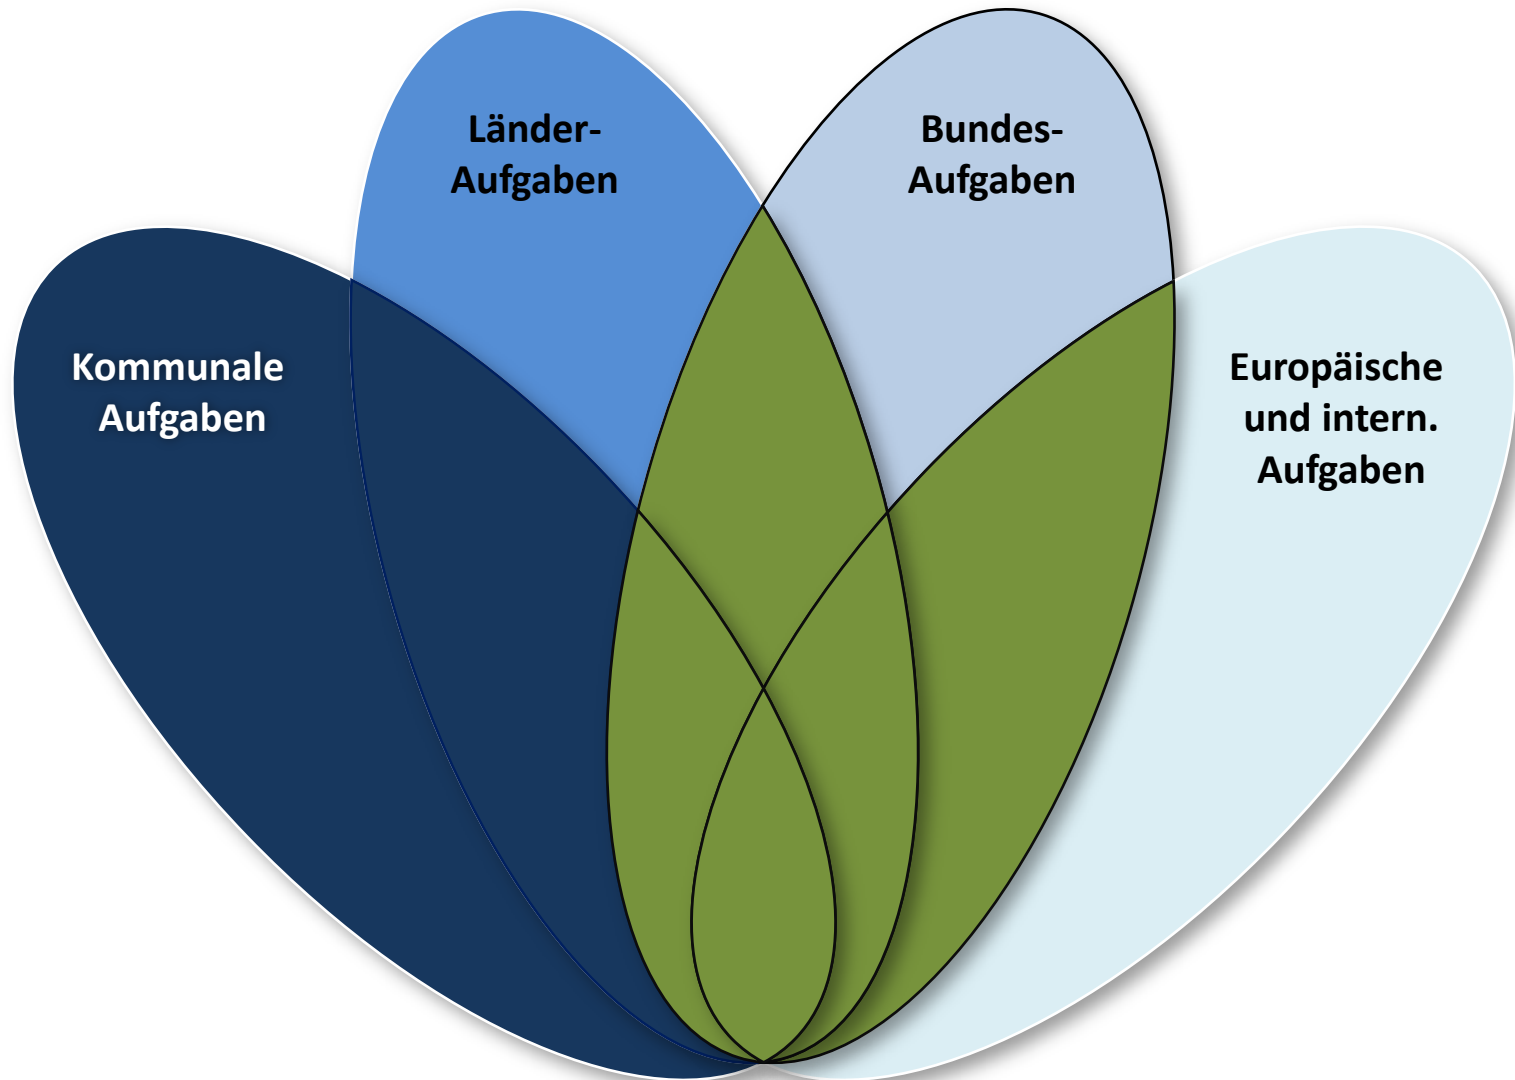 Länder-
Aufgaben
Bundes-
Aufgaben
Kommunale
Aufgaben
Europäische
und intern.
Aufgaben